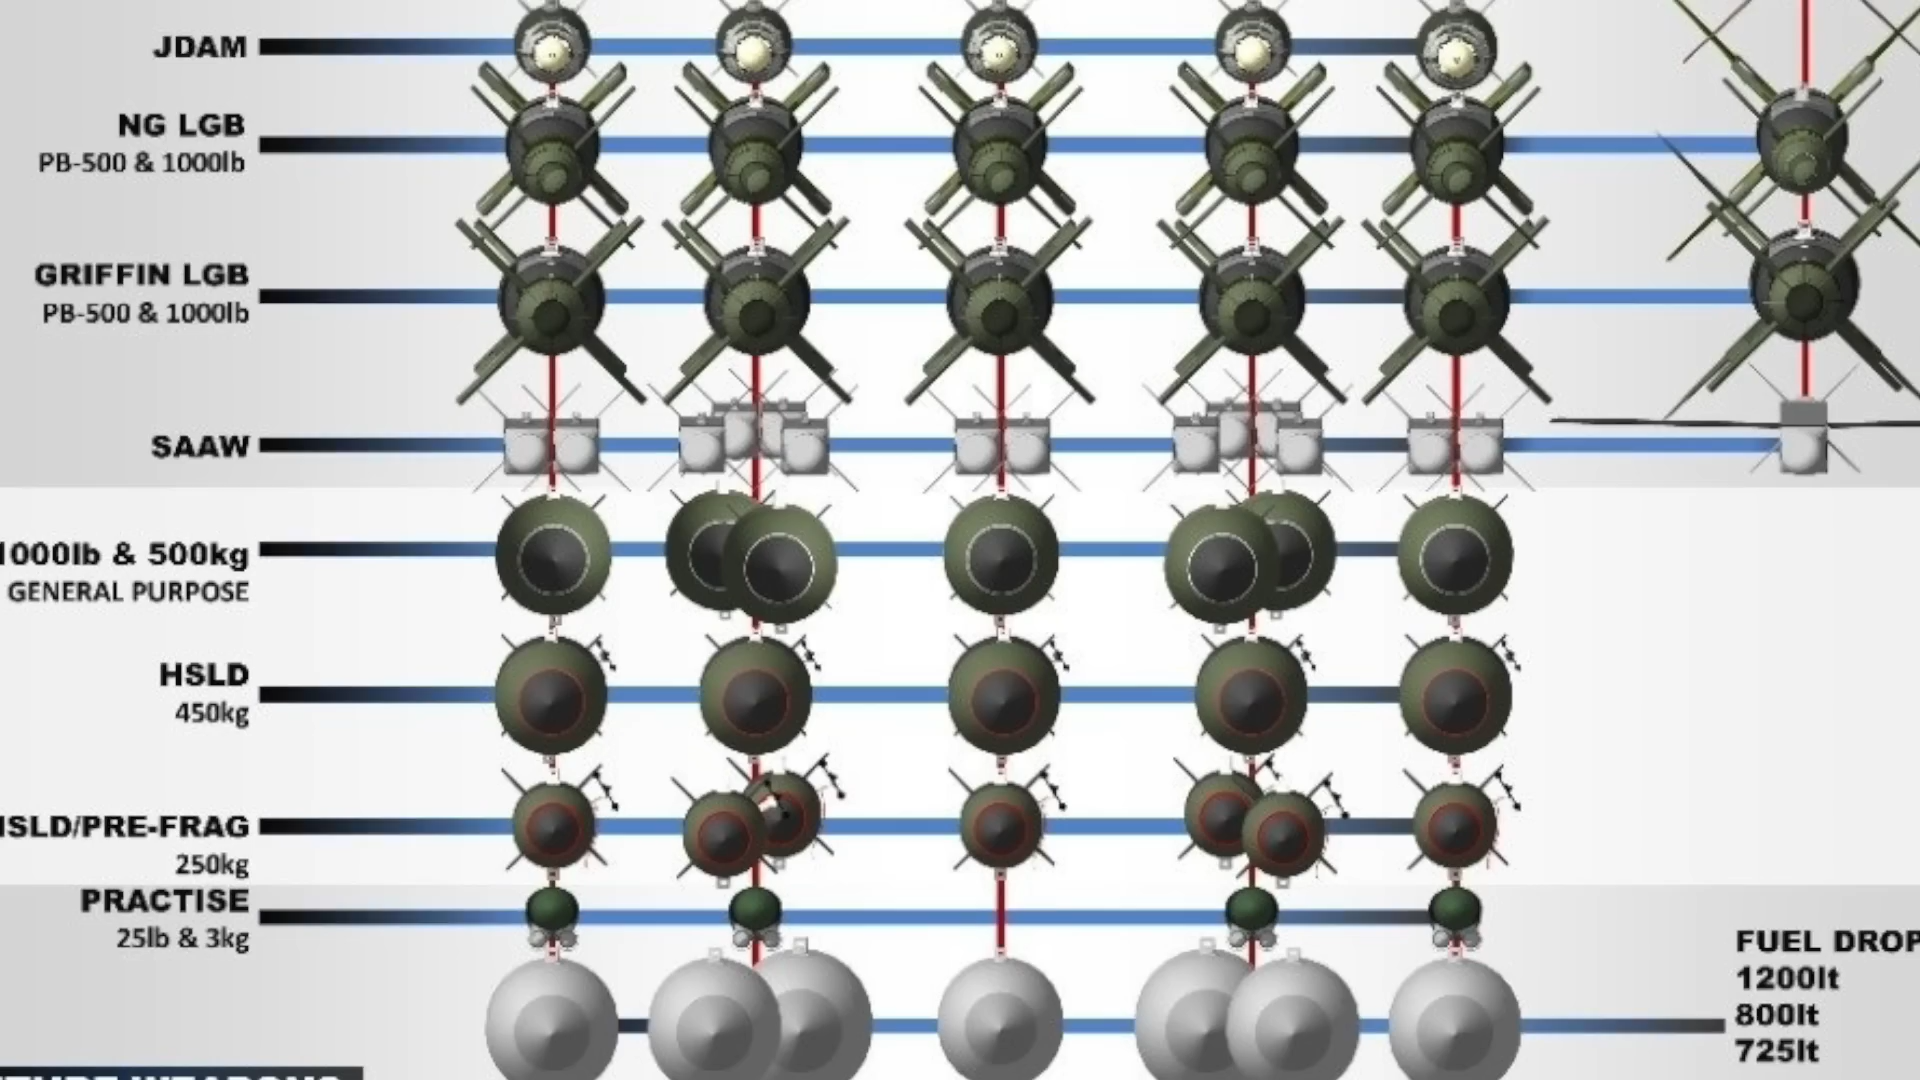 JDAM
NG LGB
PB-500 & 1000lb
GRIFFIN LGB
PB-500 & 1000lb
SAAW
1000lb & 500kg
GENERAL PURPOSE
HSLD
450kg
HSLD/PRE-FRAG
250kg
PRACTISE
25lb & 3kg
FUEL DROP
1200lt
800lt
725lt